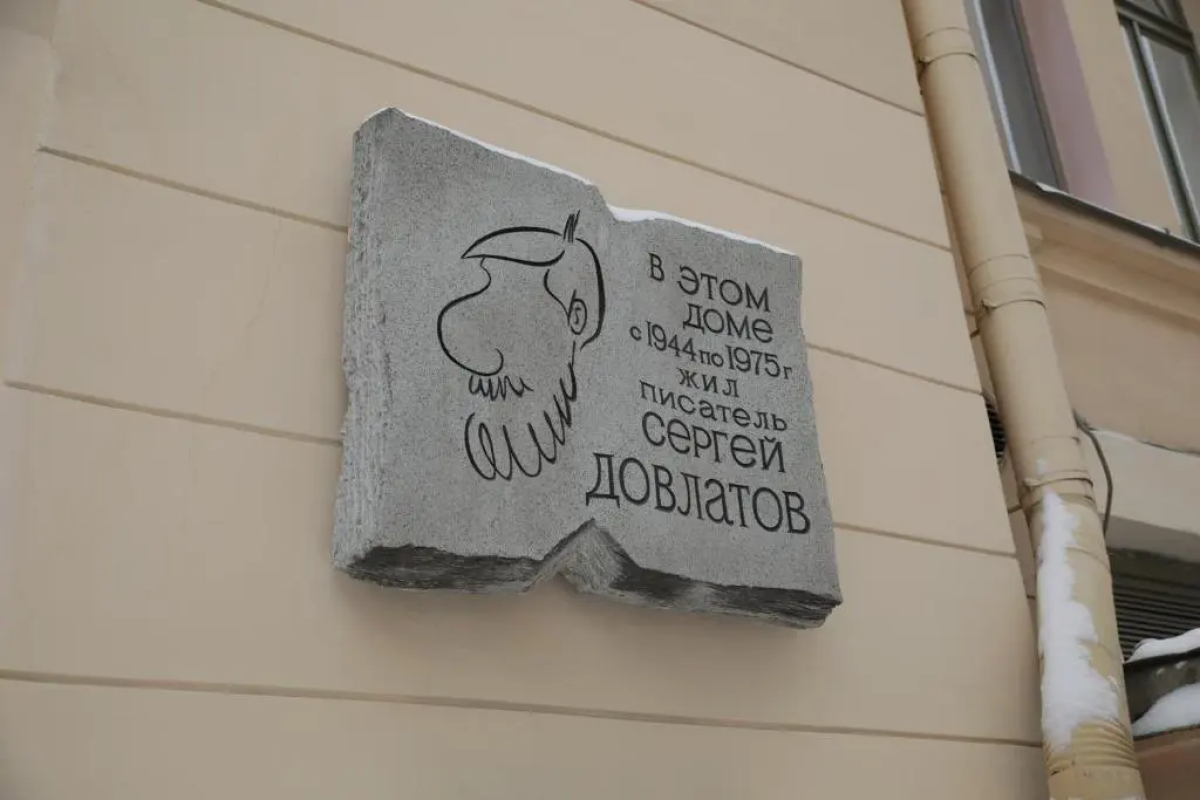 В ЭТОМ
ДОМЕ
с 1944 по 1975 г
жил
писатель
СЕРГЕЙ
ДОВЛАТОВ